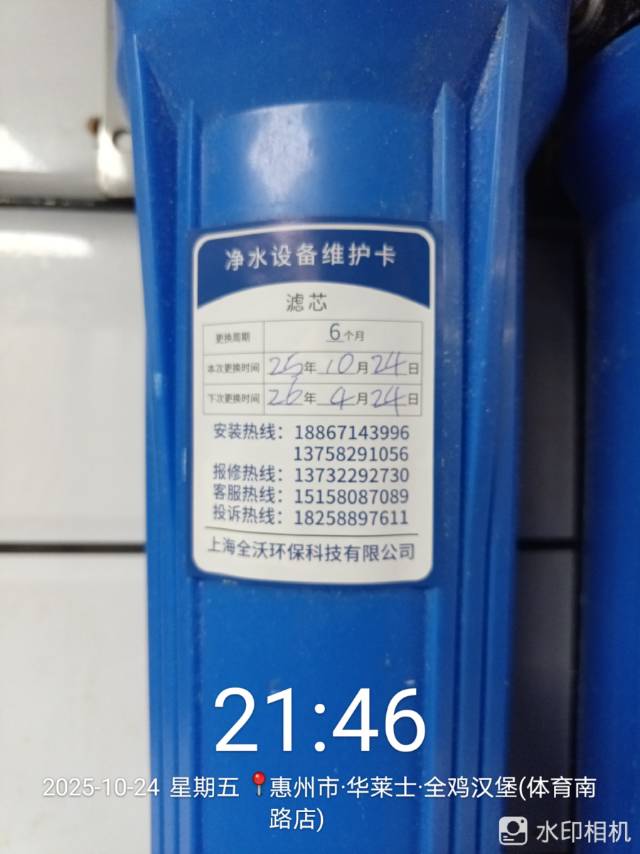 净水设备维护卡
滤芯
更换周期 6个月
本次更换时间 25年10月24日
下次更换时间 26年4月24日
安装热线：18867143996
13758291056
报修热线：13732292730
客服热线：15158087089
投诉热线：18258897611
上海全沃环保科技有限公司
21:46
2025-10-24 星期五 惠州市·华莱士·全鸡汉堡(体育南
路店)
水印相机